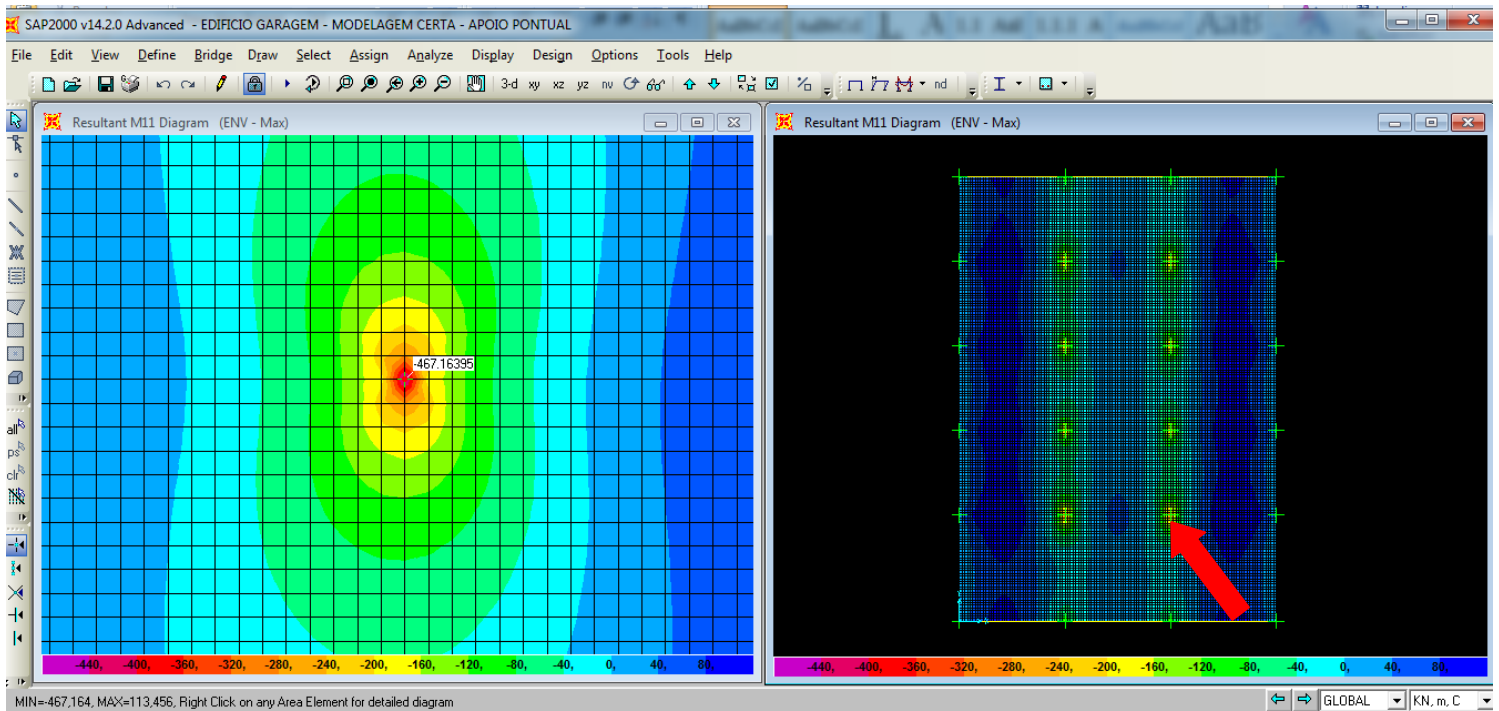 SAP2000 v14.2.0 Advanced - EDIFICIO GARAGEM - MODELAGEM CERTA - APOIO PONTUAL
File Edit View Define Bridge Draw Select Assign Analyze Display Design Options Tools Help
3-d xy xz yz nv nd
Resultant M11 Diagram (ENV - Max)
-467.16395
-440, -400, -360, -320, -280, -240, -200, -160, -120, -80, -40, 0, 40, 80,
Resultant M11 Diagram (ENV - Max)
-440, -400, -360, -320, -280, -240, -200, -160, -120, -80, -40, 0, 40, 80,
all
ps
clr
MIN=-467,164, MAX=113,456, Right Click on any Area Element for detailed diagram
GLOBAL
KN, m, C